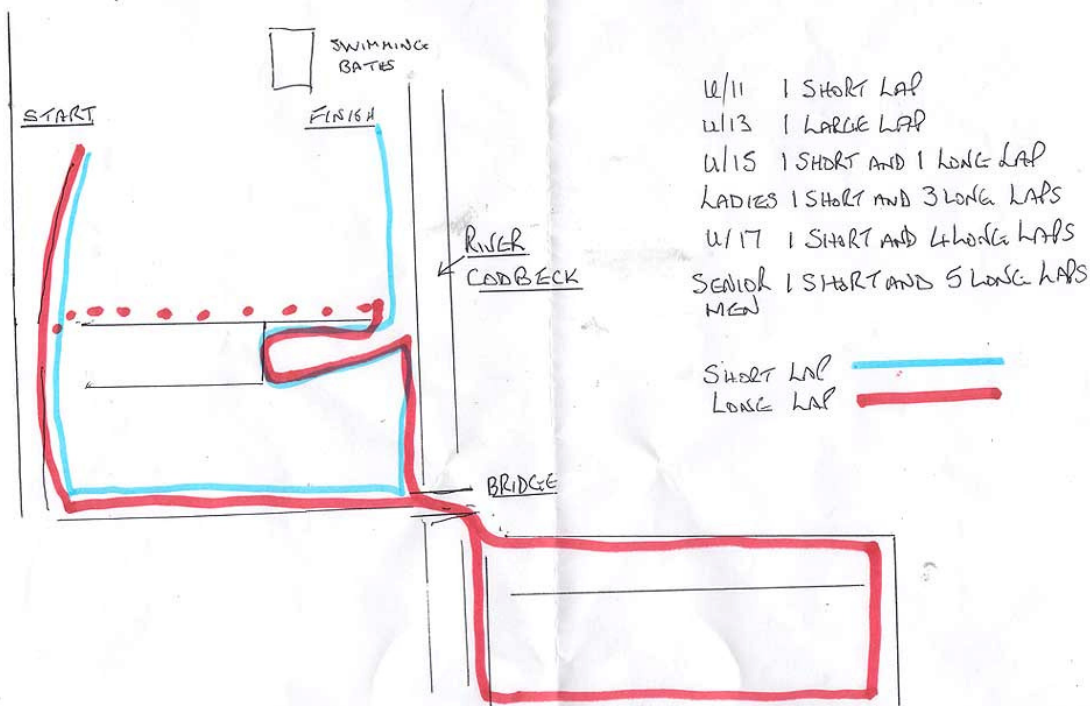 SWIMMING
BATHS
START
FINISH
RIVER
CODBECK
BRIDGE
U/11 1 SHORT LAP
U/13 1 LARGE LAP
U/15 1 SHORT AND 1 LONG LAP
LADIES 1 SHORT AND 3 LONG LAPS
U/17 1 SHORT AND 4 LONG LAPS
SENIOR 1 SHORT AND 5 LONG LAPS
MEN
SHORT LAP
LONG LAP